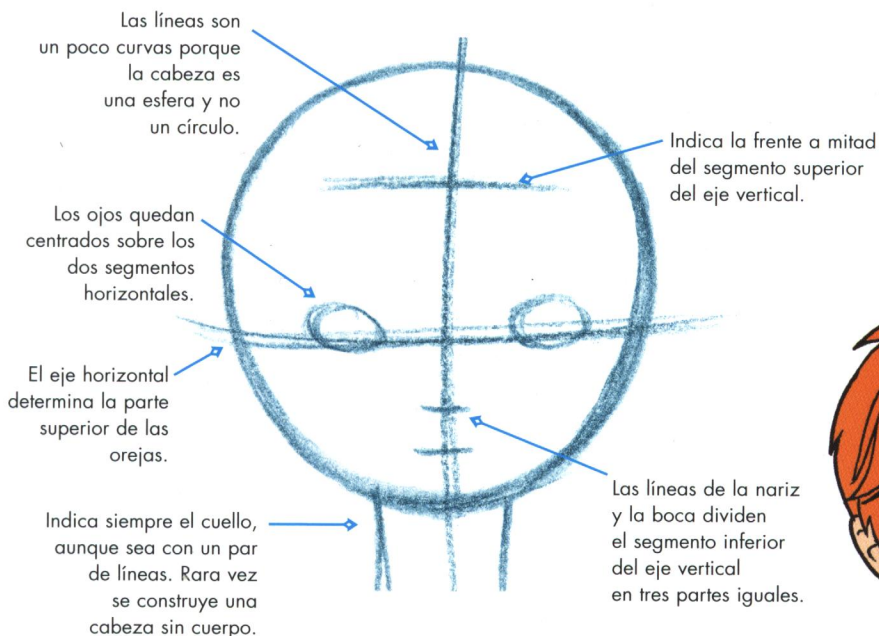 Las líneas son
un poco curvas porque
la cabeza es
una esfera y no
un círculo.
Indica la frente a mitad
del segmento superior
del eje vertical.
Los ojos quedan
centrados sobre los
dos segmentos
horizontales.
El eje horizontal
determina la parte
superior de las
orejas.
Las líneas de la nariz
y la boca dividen
el segmento inferior
del eje vertical
en tres partes iguales.
Indica siempre el cuello,
aunque sea con un par
de líneas. Rara vez
se construye una
cabeza sin cuerpo.